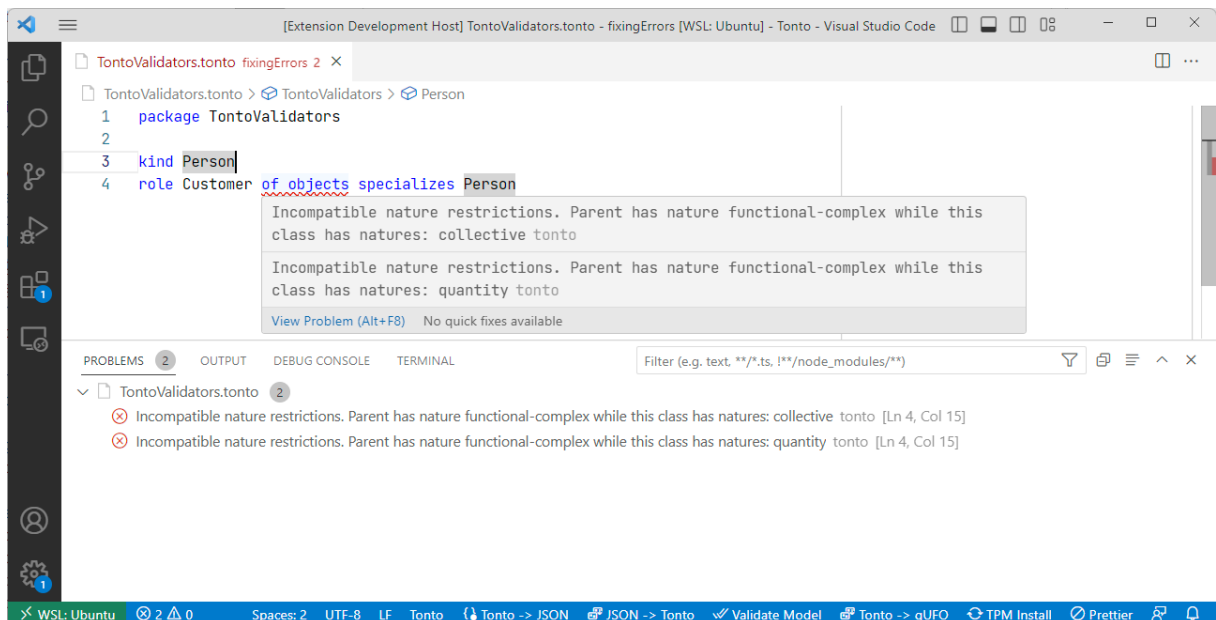 [Extension Development Host] TontoValidators.tonto - fixingErrors [WSL: Ubuntu] - Tonto - Visual Studio Code
TontoValidators.tonto fixingErrors 2
TontoValidators.tonto > TontoValidators > Person
1 package TontoValidators
2
3 kind Person
4 role Customer of objects specializes Person
Incompatible nature restrictions. Parent has nature functional-complex while this
class has natures: collective tonto
Incompatible nature restrictions. Parent has nature functional-complex while this
class has natures: quantity tonto
View Problem (Alt+F8) No quick fixes available
1
PROBLEMS 2 OUTPUT DEBUG CONSOLE TERMINAL Filter (e.g. text, **/*.ts, !**/node_modules/**)
TontoValidators.tonto 2
Incompatible nature restrictions. Parent has nature functional-complex while this class has natures: collective tonto [Ln 4, Col 15]
Incompatible nature restrictions. Parent has nature functional-complex while this class has natures: quantity tonto [Ln 4, Col 15]
1
WSL: Ubuntu 2 0 Spaces: 2 UTF-8 LF Tonto Tonto -> JSON JSON -> Tonto Validate Model Tonto -> gUFO TPM Install Prettier